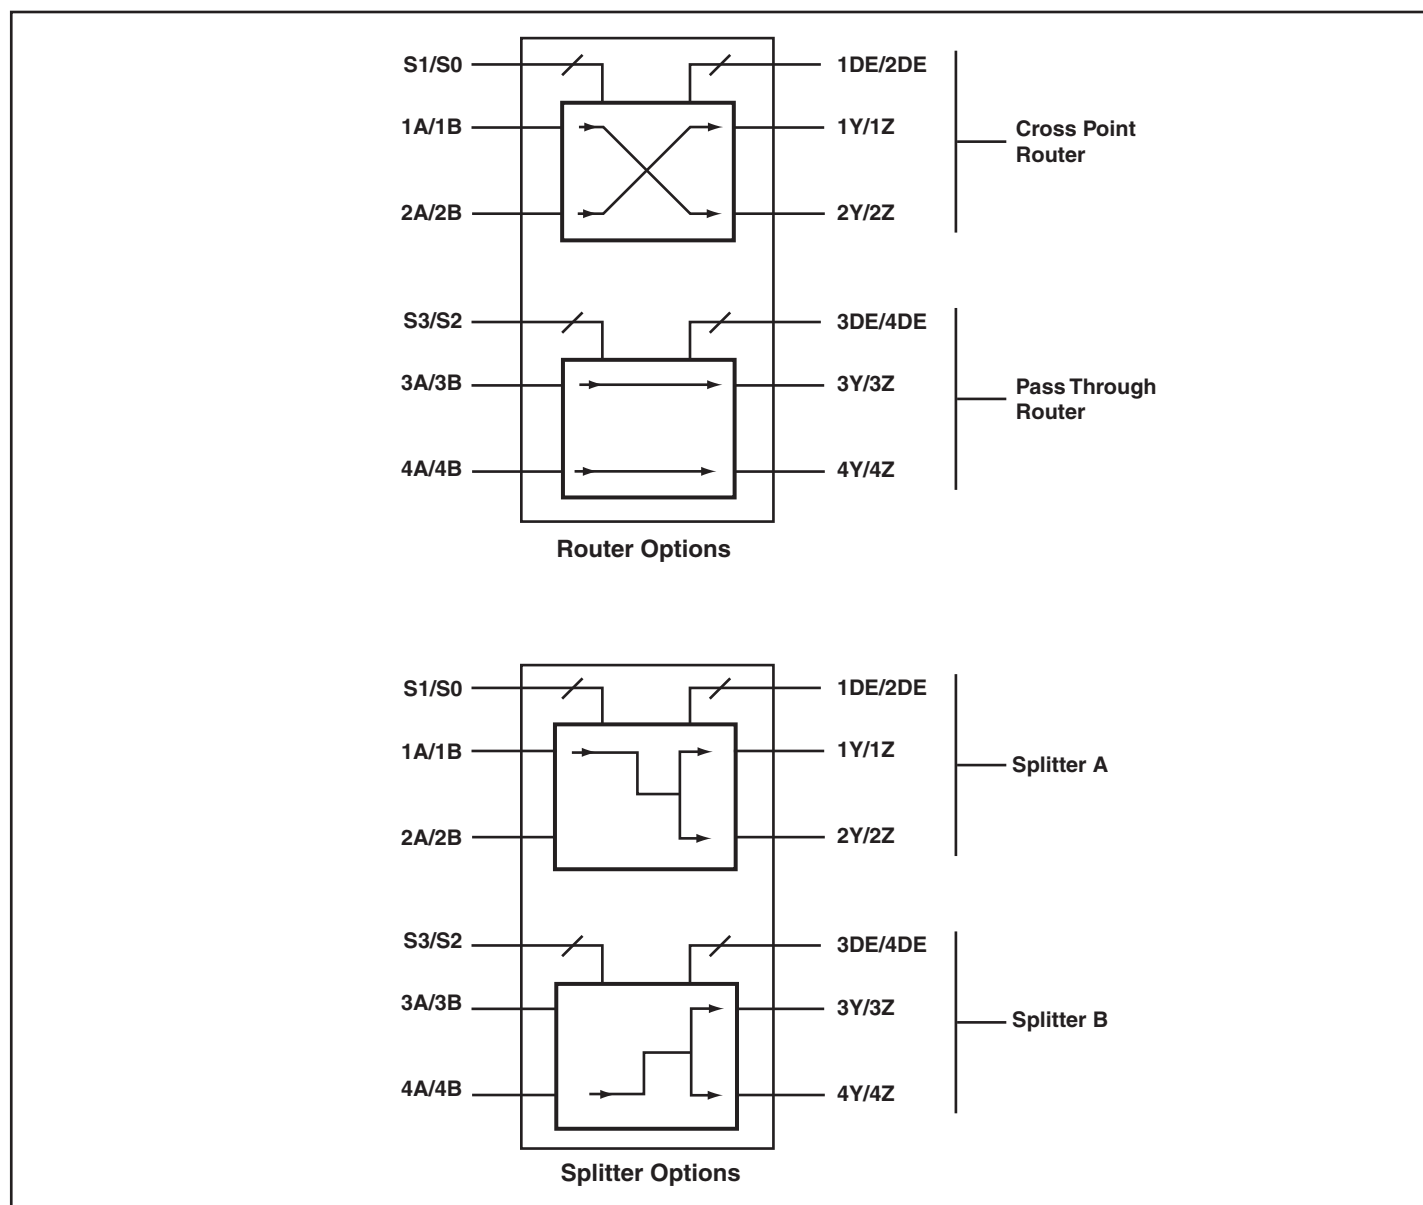 S1/S0
1DE/2DE
1A/1B
1Y/1Z
Cross Point
Router
2A/2B
2Y/2Z
S3/S2
3DE/4DE
3A/3B
3Y/3Z
Pass Through
Router
4A/4B
4Y/4Z
Router Options
S1/S0
1DE/2DE
1A/1B
1Y/1Z
Splitter A
2A/2B
2Y/2Z
S3/S2
3DE/4DE
3A/3B
3Y/3Z
Splitter B
4A/4B
4Y/4Z
Splitter Options